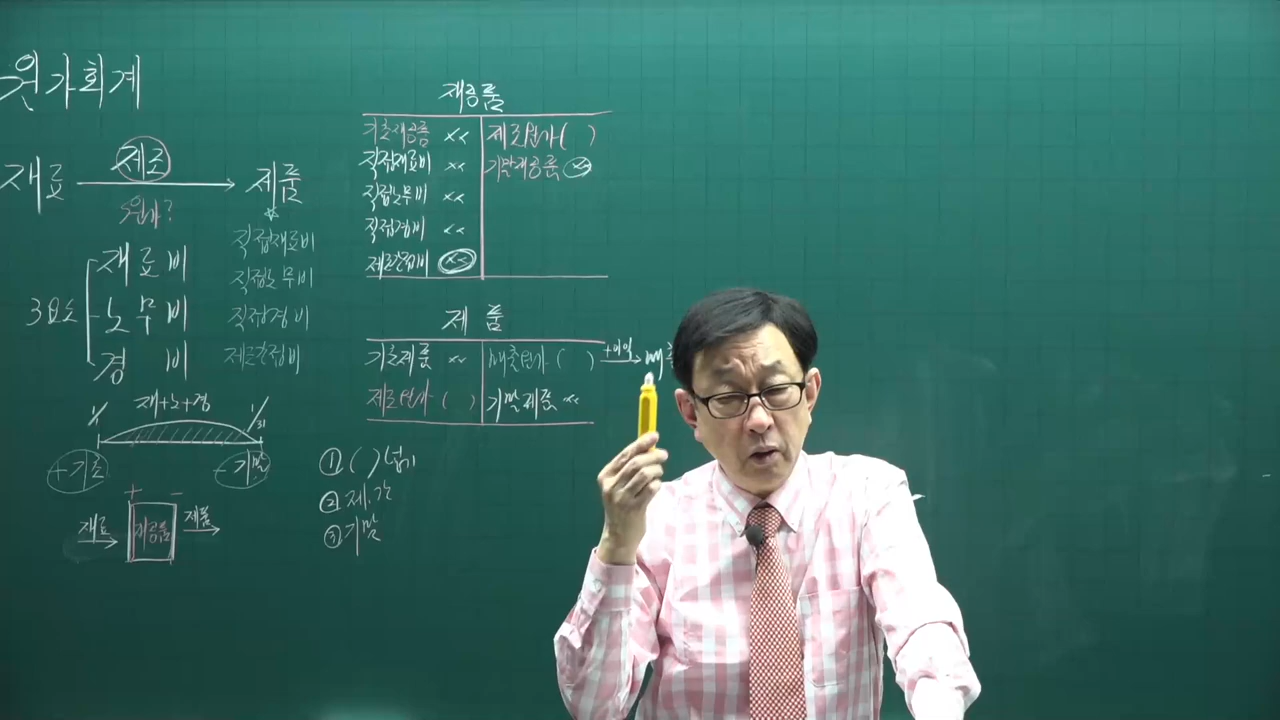 원가회계
재료 제조 제품
원가?
3요소
재료비
노무비
경비
직접재료비
직접노무비
직접경비
제조간접비
재+노+경
1/1 1/31
+기초 -기말
+ -
재료 재공품 제품
재공품
기초재공품 ×× 제조원가( )
직접재료비 ×× 기말재공품 ××
직접노무비 ××
직접경비 ××
제조간접비 ××
제품
기초제품 ×× 매출원가( ) +이익
제조원가( ) 기말제품 ××
① ( )넣기
② 제.간
③ 기말